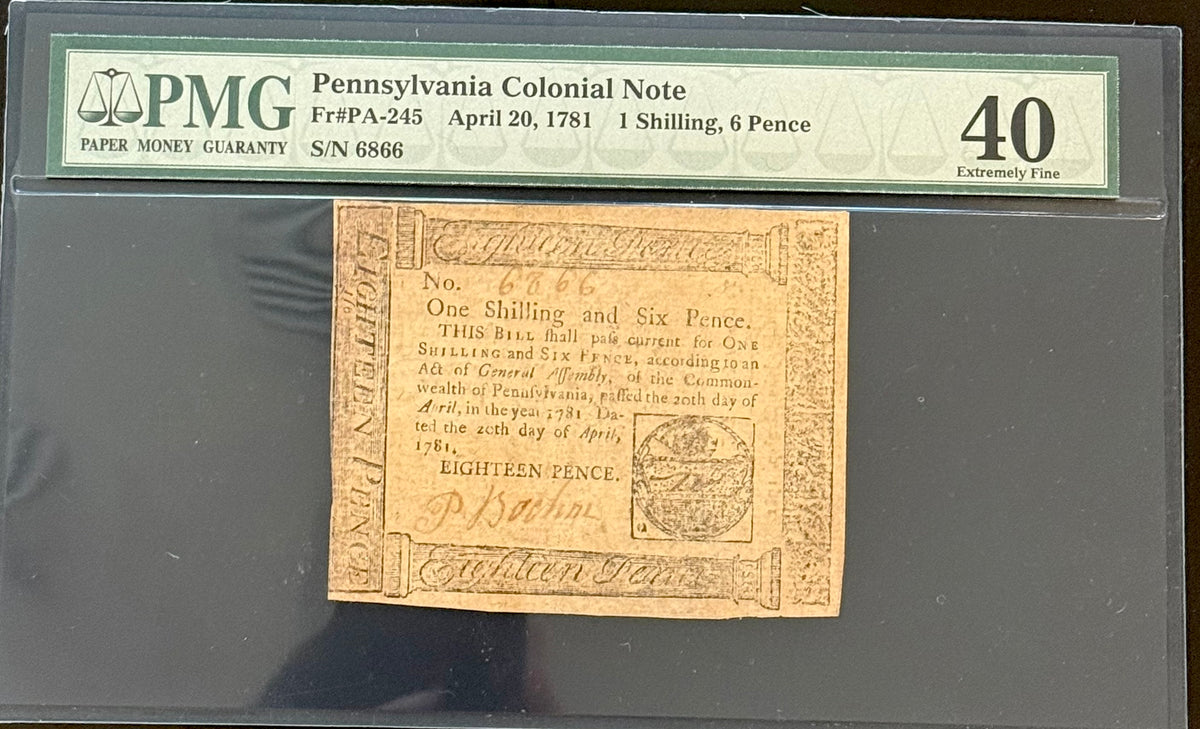 PMG
PAPER MONEY GUARANTY
Pennsylvania Colonial Note
Fr#PA-245 April 20, 1781 1 Shilling, 6 Pence
S/N 6866
40
Extremely Fine
EIGHTEEN PENCE
Eighteen Pence
No. 6866
One Shilling and Six Pence.
THIS BILL ſhall paſs current for ONE
SHILLING and SIX PENCE, according to an
Act of General Aſſembly, of the Common-
wealth of Pennſylvania, paſſed the 20th day of
April, in the year 1781 Da-
ted the 20th day of April,
1781.
EIGHTEEN PENCE.
P. Boehm
Eighteen Pence